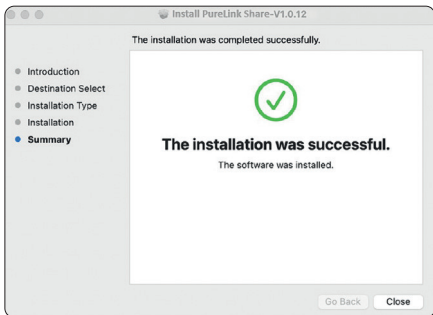 Install PureLink Share-V1.0.12
The installation was completed successfully.
Introduction
Destination Select
Installation Type
Installation
Summary
The installation was successful.
The software was installed.
Go Back
Close